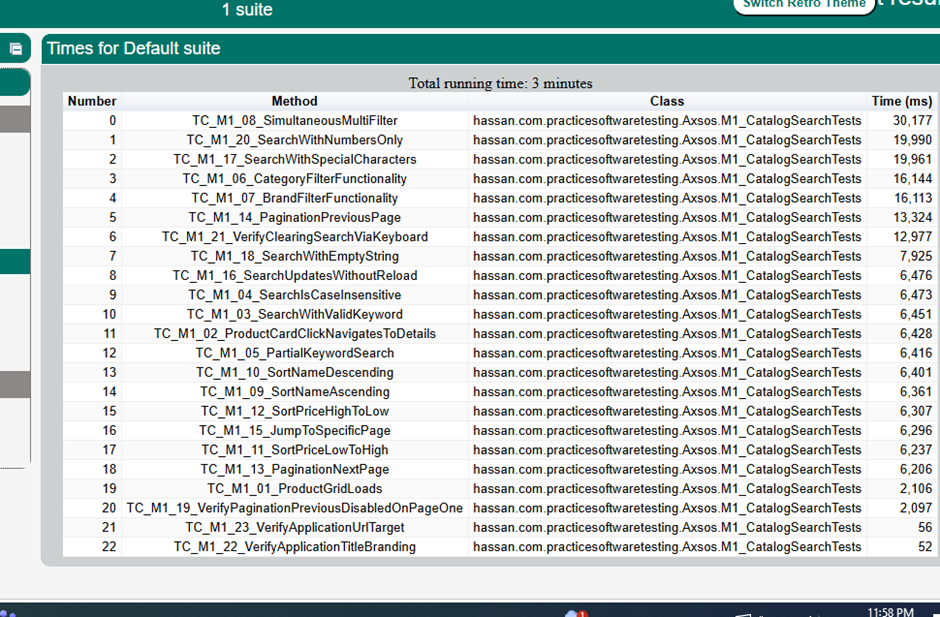 1 suite
Switch Retro Theme
Times for Default suite
Total running time: 3 minutes
Number Method Class Time (ms)
0 TC_M1_08_SimultaneousMultiFilter hassan.com.practicesoftwaretesting.Axsos.M1_CatalogSearchTests 30,177
1 TC_M1_20_SearchWithNumbersOnly hassan.com.practicesoftwaretesting.Axsos.M1_CatalogSearchTests 19,990
2 TC_M1_17_SearchWithSpecialCharacters hassan.com.practicesoftwaretesting.Axsos.M1_CatalogSearchTests 19,961
3 TC_M1_06_CategoryFilterFunctionality hassan.com.practicesoftwaretesting.Axsos.M1_CatalogSearchTests 16,144
4 TC_M1_07_BrandFilterFunctionality hassan.com.practicesoftwaretesting.Axsos.M1_CatalogSearchTests 16,113
5 TC_M1_14_PaginationPreviousPage hassan.com.practicesoftwaretesting.Axsos.M1_CatalogSearchTests 13,324
6 TC_M1_21_VerifyClearingSearchViaKeyboard hassan.com.practicesoftwaretesting.Axsos.M1_CatalogSearchTests 12,977
7 TC_M1_18_SearchWithEmptyString hassan.com.practicesoftwaretesting.Axsos.M1_CatalogSearchTests 7,925
8 TC_M1_16_SearchUpdatesWithoutReload hassan.com.practicesoftwaretesting.Axsos.M1_CatalogSearchTests 6,476
9 TC_M1_04_SearchIsCaseInsensitive hassan.com.practicesoftwaretesting.Axsos.M1_CatalogSearchTests 6,473
10 TC_M1_03_SearchWithValidKeyword hassan.com.practicesoftwaretesting.Axsos.M1_CatalogSearchTests 6,451
11 TC_M1_02_ProductCardClickNavigatesToDetails hassan.com.practicesoftwaretesting.Axsos.M1_CatalogSearchTests 6,428
12 TC_M1_05_PartialKeywordSearch hassan.com.practicesoftwaretesting.Axsos.M1_CatalogSearchTests 6,416
13 TC_M1_10_SortNameDescending hassan.com.practicesoftwaretesting.Axsos.M1_CatalogSearchTests 6,401
14 TC_M1_09_SortNameAscending hassan.com.practicesoftwaretesting.Axsos.M1_CatalogSearchTests 6,361
15 TC_M1_12_SortPriceHighToLow hassan.com.practicesoftwaretesting.Axsos.M1_CatalogSearchTests 6,307
16 TC_M1_15_JumpToSpecificPage hassan.com.practicesoftwaretesting.Axsos.M1_CatalogSearchTests 6,296
17 TC_M1_11_SortPriceLowToHigh hassan.com.practicesoftwaretesting.Axsos.M1_CatalogSearchTests 6,237
18 TC_M1_13_PaginationNextPage hassan.com.practicesoftwaretesting.Axsos.M1_CatalogSearchTests 6,206
19 TC_M1_01_ProductGridLoads hassan.com.practicesoftwaretesting.Axsos.M1_CatalogSearchTests 2,106
20 TC_M1_19_VerifyPaginationPreviousDisabledOnPageOne hassan.com.practicesoftwaretesting.Axsos.M1_CatalogSearchTests 2,097
21 TC_M1_23_VerifyApplicationUrlTarget hassan.com.practicesoftwaretesting.Axsos.M1_CatalogSearchTests 56
22 TC_M1_22_VerifyApplicationTitleBranding hassan.com.practicesoftwaretesting.Axsos.M1_CatalogSearchTests 52
1
11:58 PM